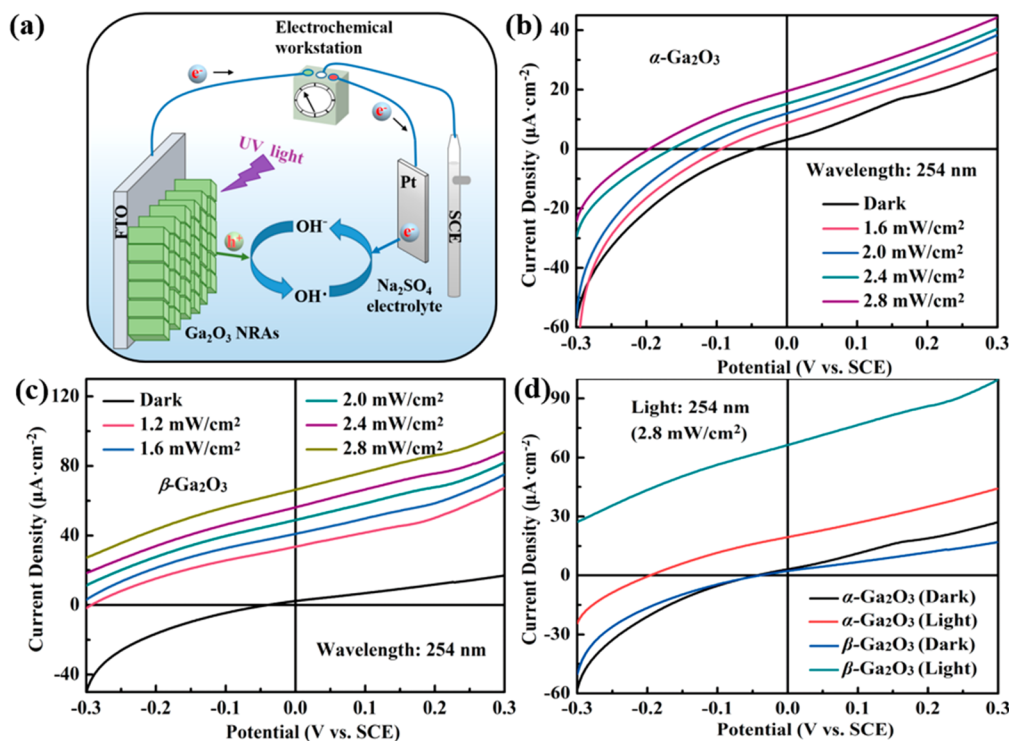 (a)
Electrochemical
workstation
e-
e-
UV light
FTO
Pt
SCE
h+
OH-
e-
OH·
Na2SO4
electrolyte
Ga2O3 NRAs
(b)
α-Ga2O3
Wavelength: 254 nm
Dark
1.6 mW/cm2
2.0 mW/cm2
2.4 mW/cm2
2.8 mW/cm2
40
20
0
-20
-40
-60
-0.3 -0.2 -0.1 0.0 0.1 0.2 0.3
Current Density (μA·cm-2)
Potential (V vs. SCE)
(c)
Dark
1.2 mW/cm2
1.6 mW/cm2
2.0 mW/cm2
2.4 mW/cm2
2.8 mW/cm2
β-Ga2O3
Wavelength: 254 nm
120
80
40
0
-40
-0.3 -0.2 -0.1 0.0 0.1 0.2 0.3
Current Density (μA·cm-2)
Potential (V vs. SCE)
(d)
Light: 254 nm
(2.8 mW/cm2)
α-Ga2O3 (Dark)
α-Ga2O3 (Light)
β-Ga2O3 (Dark)
β-Ga2O3 (Light)
90
60
30
0
-30
-60
-0.3 -0.2 -0.1 0.0 0.1 0.2 0.3
Current Density (μA·cm-2)
Potential (V vs. SCE)